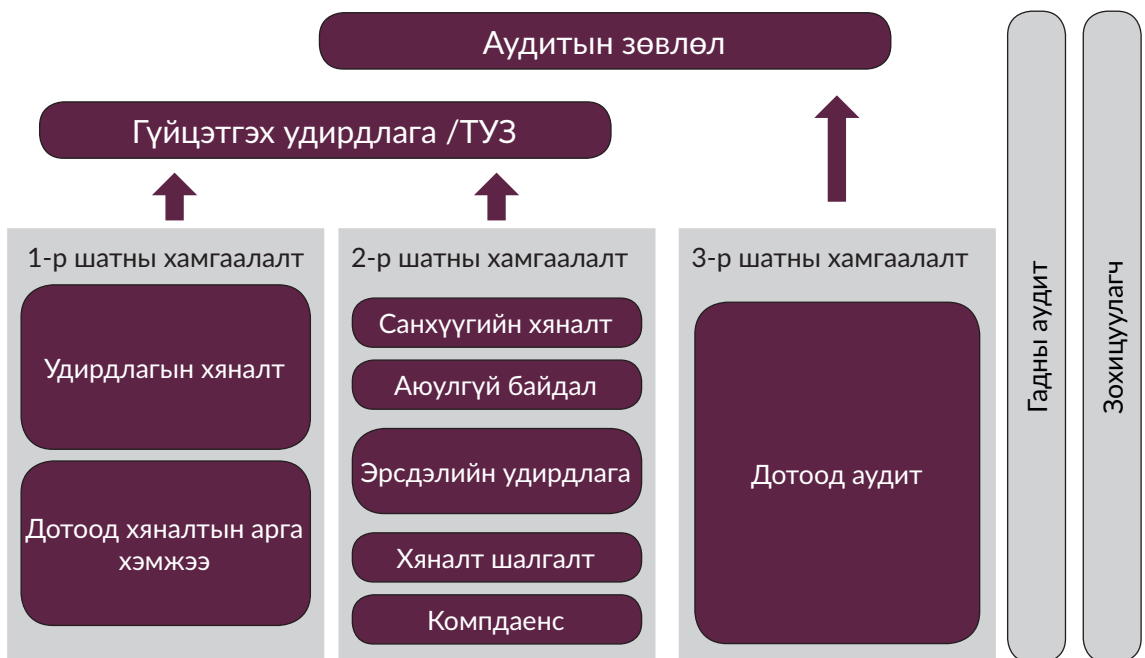 Аудитын зөвлөл
Гүйцэтгэх удирдлага /ТУЗ
1-р шатны хамгаалалт
Удирдлагын хяналт
Дотоод хяналтын арга
хэмжээ
2-р шатны хамгаалалт
Санхүүгийн хяналт
Аюулгүй байдал
Эрсдэлийн удирдлага
Хяналт шалгалт
Компдаенс
3-р шатны хамгаалалт
Дотоод аудит
Гадны аудит
Зохицуулагч